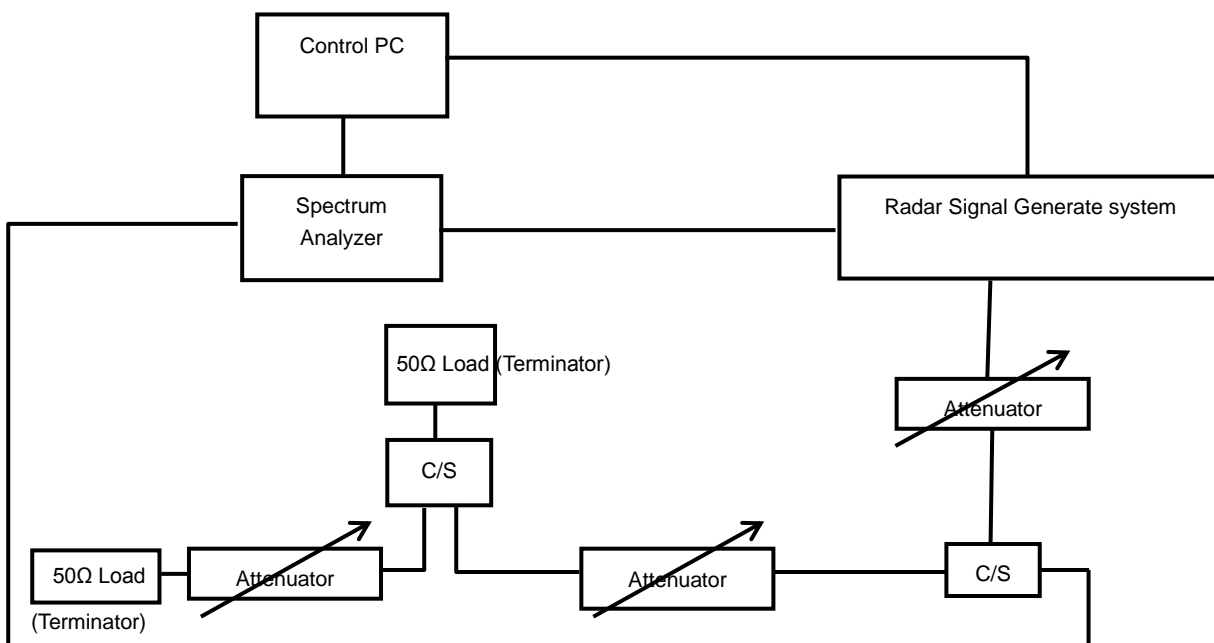 Control PC
Spectrum
Analyzer
Radar Signal Generate system
50Ω Load (Terminator)
Attenuator
C/S
50Ω Load
(Terminator)
Attenuator
Attenuator
C/S